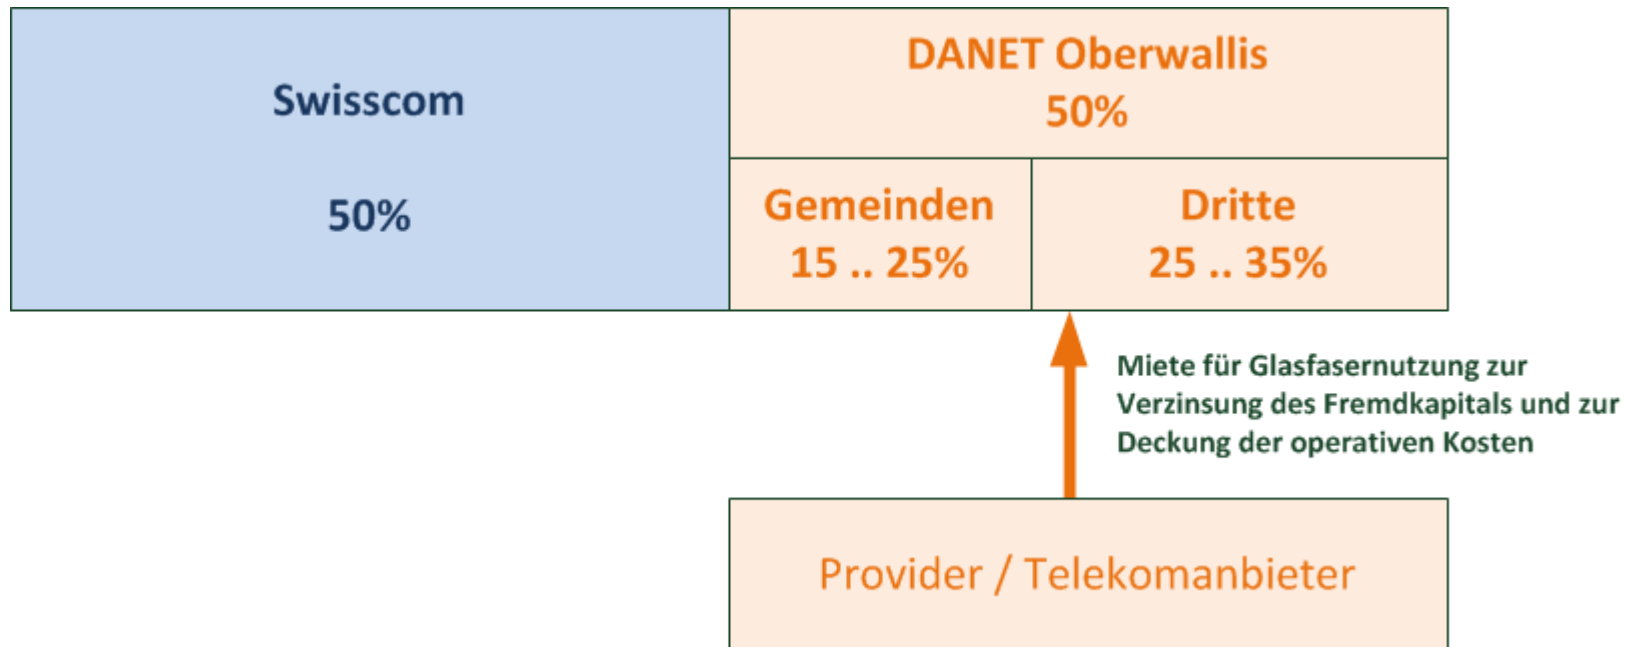 Swisscom
50%
DANET Oberwallis
50%
Gemeinden
15 .. 25%
Dritte
25 .. 35%
Miete für Glasfasernutzung zur
Verzinsung des Fremdkapitals und zur
Deckung der operativen Kosten
Provider / Telekomanbieter